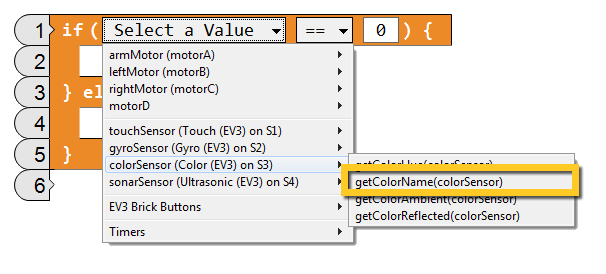 1 if ( Select a Value == 0 ) {
2
3 } el
4
5 }
6
armMotor (motorA)
leftMotor (motorB)
rightMotor (motorC)
motorD
touchSensor (Touch (EV3) on S1)
gyroSensor (Gyro (EV3) on S2)
colorSensor (Color (EV3) on S3)
sonarSensor (Ultrasonic (EV3) on S4)
EV3 Brick Buttons
Timers
getColorHue(colorSensor)
getColorName(colorSensor)
getColorAmbient(colorSensor)
getColorReflected(colorSensor)